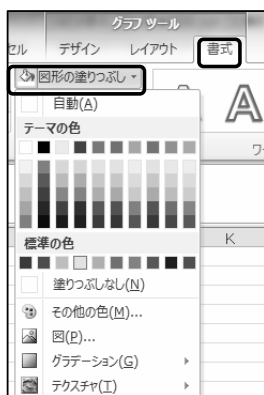 グラフ ツール
セル デザイン レイアウト 書式
図形の塗りつぶし
A
自動(A)
テーマの色
ワ
標準の色
K
塗りつぶしなし(N)
その他の色(M)...
図(P)...
グラデーション(G)
テクスチャ(T)